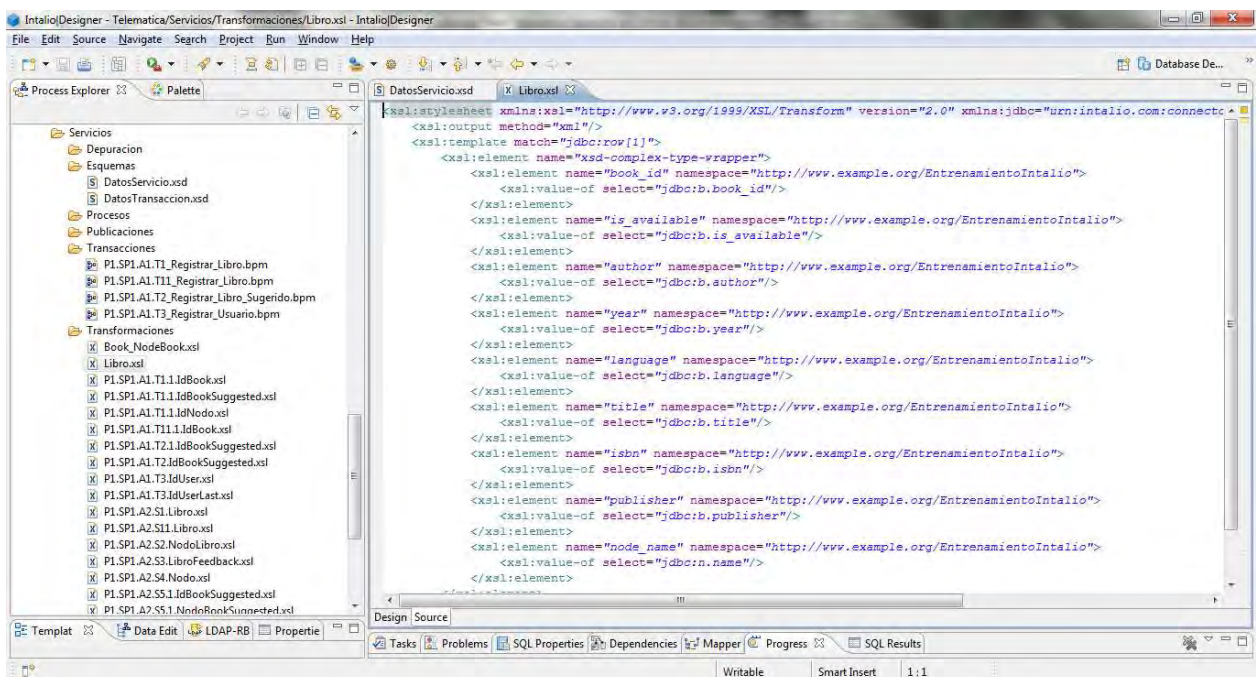 Intalio|Designer - Telematica/Servicios/Transformaciones/Libro.xsl - Intalio|Designer
File Edit Source Navigate Search Project Run Window Help
Database De...
Process Explorer Palette
Servicios
Depuracion
Esquemas
DatosServicio.xsd
DatosTransaccion.xsd
Procesos
Publicaciones
Transacciones
P1.SP1.A1.T1_Registrar_Libro.bpm
P1.SP1.A1.T11_Registrar_Libro.bpm
P1.SP1.A1.T2_Registrar_Libro_Sugerido.bpm
P1.SP1.A1.T3_Registrar_Usuario.bpm
Transformaciones
Book_NodeBook.xsl
Libro.xsl
P1.SP1.A1.T1.1.IdBook.xsl
P1.SP1.A1.T1.1.IdBookSuggested.xsl
P1.SP1.A1.T1.1.IdNodo.xsl
P1.SP1.A1.T11.1.IdBook.xsl
P1.SP1.A1.T2.1.IdBookSuggested.xsl
P1.SP1.A1.T2.IdBookSuggested.xsl
P1.SP1.A1.T3.IdUser.xsl
P1.SP1.A1.T3.IdUserLast.xsl
P1.SP1.A2.S1.Libro.xsl
P1.SP1.A2.S11.Libro.xsl
P1.SP1.A2.S2.NodoLibro.xsl
P1.SP1.A2.S3.LibroFeedback.xsl
P1.SP1.A2.S4.Nodo.xsl
P1.SP1.A2.S5.1.IdBookSuggested.xsl
P1.SP1.A2.S5.1.NodoBookSuggested.xsl
Templat Data Edit LDAP-RB Propertie
DatosServicio.xsd Libro.xsl
<xsl:stylesheet xmlns:xsl="http://www.w3.org/1999/XSL/Transform" version="2.0" xmlns:jdbc="urn:intalio.com:connecto
<xsl:output method="xml"/>
<xsl:template match="jdbc:row[1]">
<xsl:element name="xsd-complex-type-wrapper">
<xsl:element name="book_id" namespace="http://www.example.org/EntrenamientoIntalio">
<xsl:value-of select="jdbc:b.book_id"/>
</xsl:element>
<xsl:element name="is_available" namespace="http://www.example.org/EntrenamientoIntalio">
<xsl:value-of select="jdbc:b.is_available"/>
</xsl:element>
<xsl:element name="author" namespace="http://www.example.org/EntrenamientoIntalio">
<xsl:value-of select="jdbc:b.author"/>
</xsl:element>
<xsl:element name="year" namespace="http://www.example.org/EntrenamientoIntalio">
<xsl:value-of select="jdbc:b.year"/>
</xsl:element>
<xsl:element name="language" namespace="http://www.example.org/EntrenamientoIntalio">
<xsl:value-of select="jdbc:b.language"/>
</xsl:element>
<xsl:element name="title" namespace="http://www.example.org/EntrenamientoIntalio">
<xsl:value-of select="jdbc:b.title"/>
</xsl:element>
<xsl:element name="isbn" namespace="http://www.example.org/EntrenamientoIntalio">
<xsl:value-of select="jdbc:b.isbn"/>
</xsl:element>
<xsl:element name="publisher" namespace="http://www.example.org/EntrenamientoIntalio">
<xsl:value-of select="jdbc:b.publisher"/>
</xsl:element>
<xsl:element name="node_name" namespace="http://www.example.org/EntrenamientoIntalio">
<xsl:value-of select="jdbc:n.name"/>
</xsl:element>
Design Source
Tasks Problems SQL Properties Dependencies Mapper Progress SQL Results
Writable Smart Insert 1:1